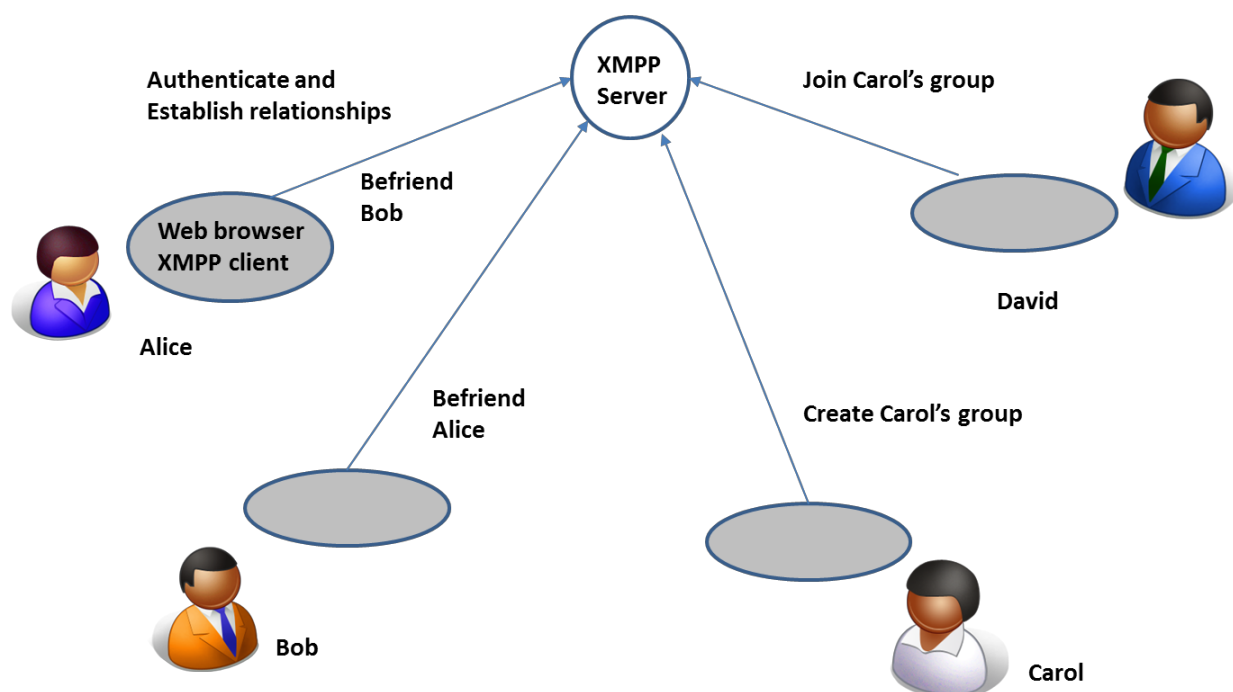 XMPP
Server
Authenticate and
Establish relationships
Join Carol’s group
Befriend
Bob
Web browser
XMPP client
David
Alice
Befriend
Alice
Create Carol’s group
Bob
Carol